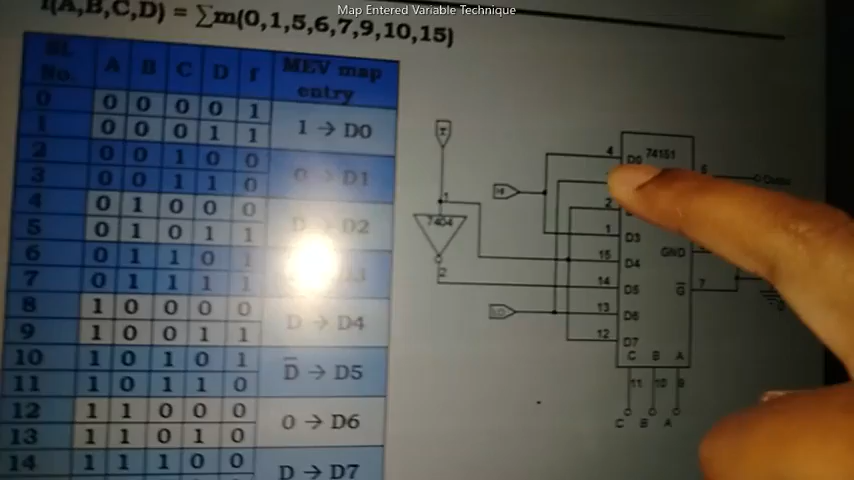 Map Entered Variable Technique
f(A,B,C,D) = ∑m(0,1,5,6,7,9,10,15)
SL No. A B C D f MEV map entry
0 0 0 0 0 1
1 0 0 0 1 1
1 → D0
2 0 0 1 0 0
3 0 0 1 1 0
0 → D1
4 0 1 0 0 0
5 0 1 0 1 1
D → D2
6 0 1 1 0 1
7 0 1 1 1 1
8 1 0 0 0 0
9 1 0 0 1 1
D → D4
10 1 0 1 0 1
11 1 0 1 1 0
D̅ → D5
12 1 1 0 0 0
13 1 1 0 1 0
0 → D6
14 1 1 1 0 0
D → D7
7404
1
2
74151
4 D0
2
1 D3
15 D4
14 D5
13 D6
12 D7
GND
G̅ 7
C B A
11 10 9
C B A